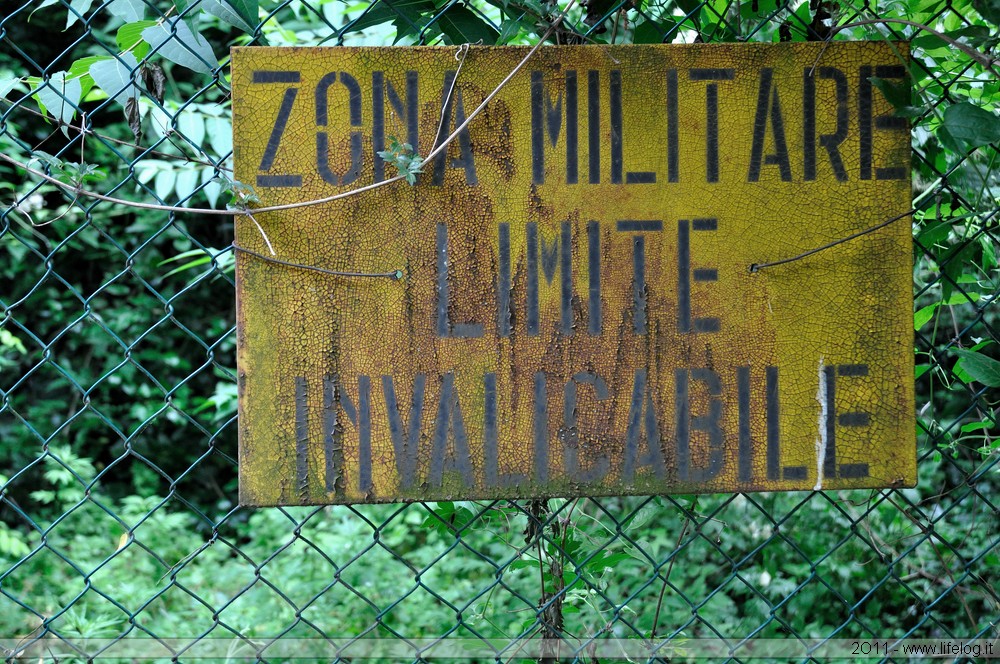 ZONA MILITARE
LIMITE
INVALICABILE
2011 - www.lifelog.it